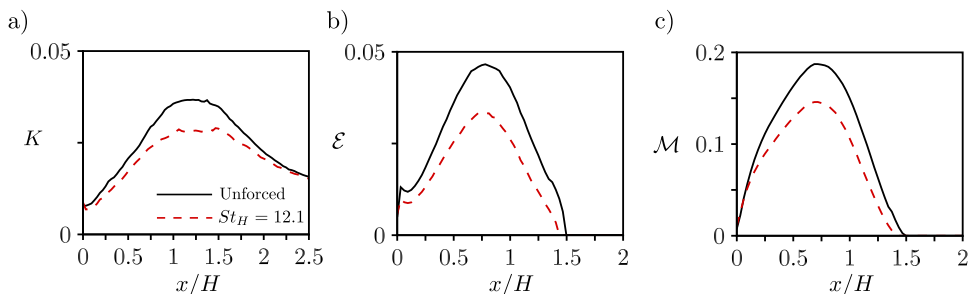 a)
b)
c)
0.05
K
0
0 0.5 1 1.5 2 2.5
x/H
Unforced
St_H = 12.1
0.05
ℰ
0
0 0.5 1 1.5 2
x/H
0.2
ℳ
0.1
0
0 0.5 1 1.5 2
x/H